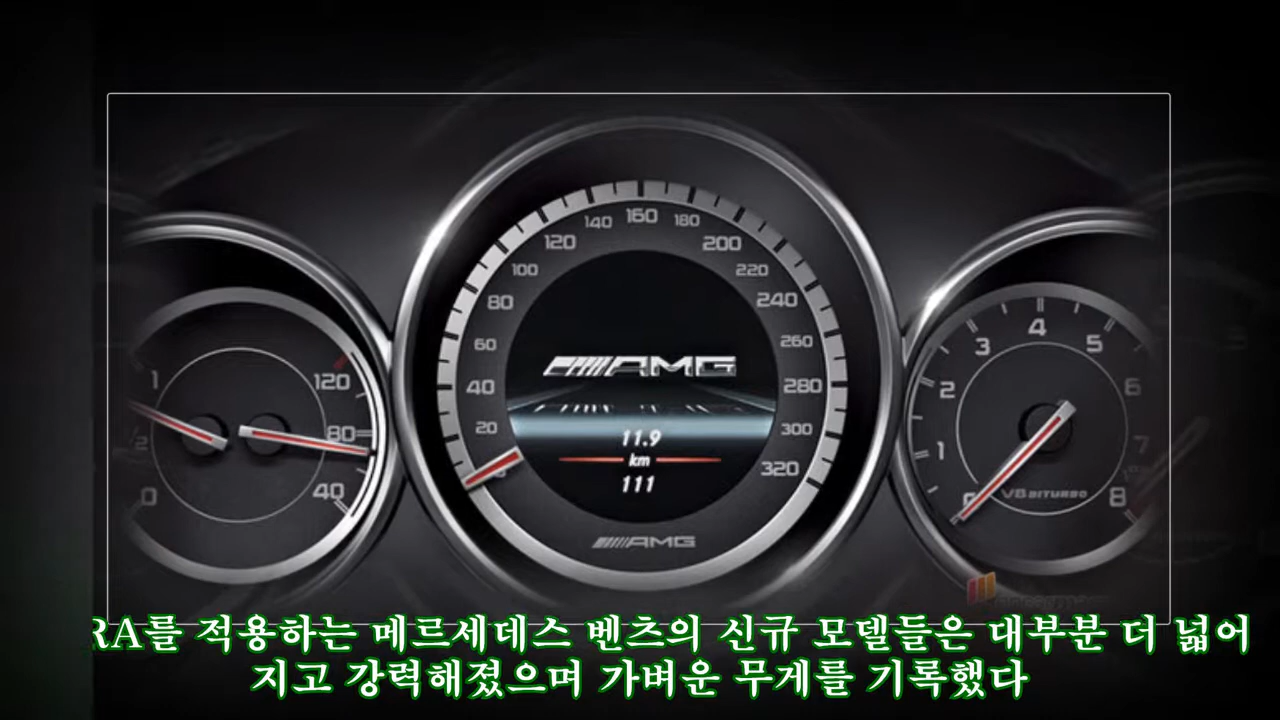 140 160 180
120 200
100 220
80 240
60 260
40 280
20 300
320
AMG
11.9
km
111
AMG
1
2
0
120
80
40
0 1 2 3 4 5 6 7 8
V8 BITURBO
RA를 적용하는 메르세데스 벤츠의 신규 모델들은 대부분 더 넓어
지고 강력해졌으며 가벼운 무게를 기록했다